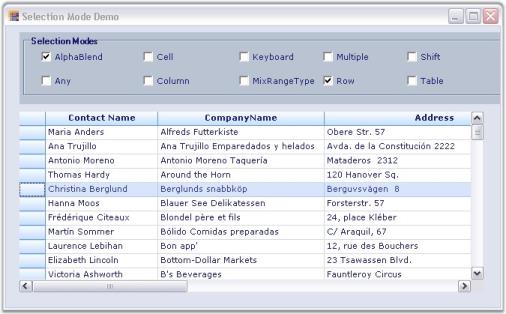 Selection Mode Demo
Selection Modes
AlphaBlend Cell Keyboard Multiple Shift
Any Column MixRangeType Row Table
Contact Name CompanyName Address
Maria Anders Alfreds Futterkiste Obere Str. 57
Ana Trujillo Ana Trujillo Emparedados y helados Avda. de la Constitución 2222
Antonio Moreno Antonio Moreno Taquería Mataderos 2312
Thomas Hardy Around the Horn 120 Hanover Sq.
Christina Berglund Berglunds snabbköp Berguvsvägen 8
Hanna Moos Blauer See Delikatessen Forsterstr. 57
Frédérique Citeaux Blondel père et fils 24, place Kléber
Martín Sommer Bólido Comidas preparadas C/ Araquil, 67
Laurence Lebihan Bon app' 12, rue des Bouchers
Elizabeth Lincoln Bottom-Dollar Markets 23 Tsawassen Blvd.
Victoria Ashworth B's Beverages Fauntleroy Circus